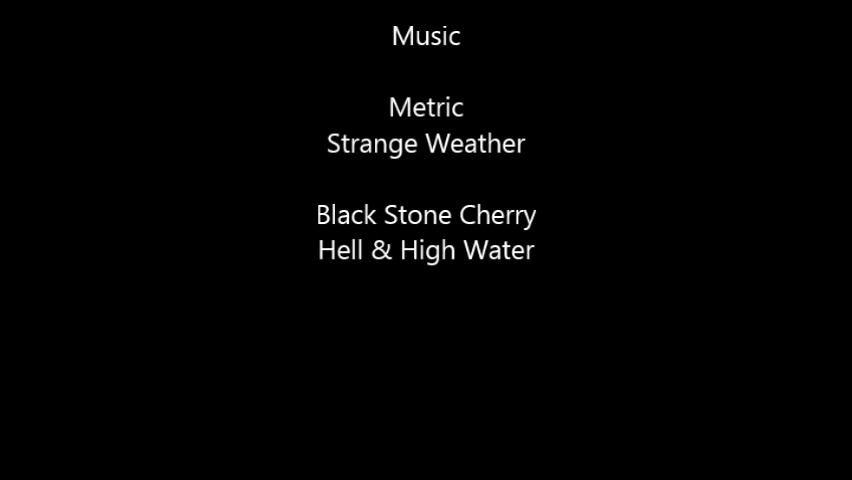 Music
Metric
Strange Weather
Black Stone Cherry
Hell & High Water